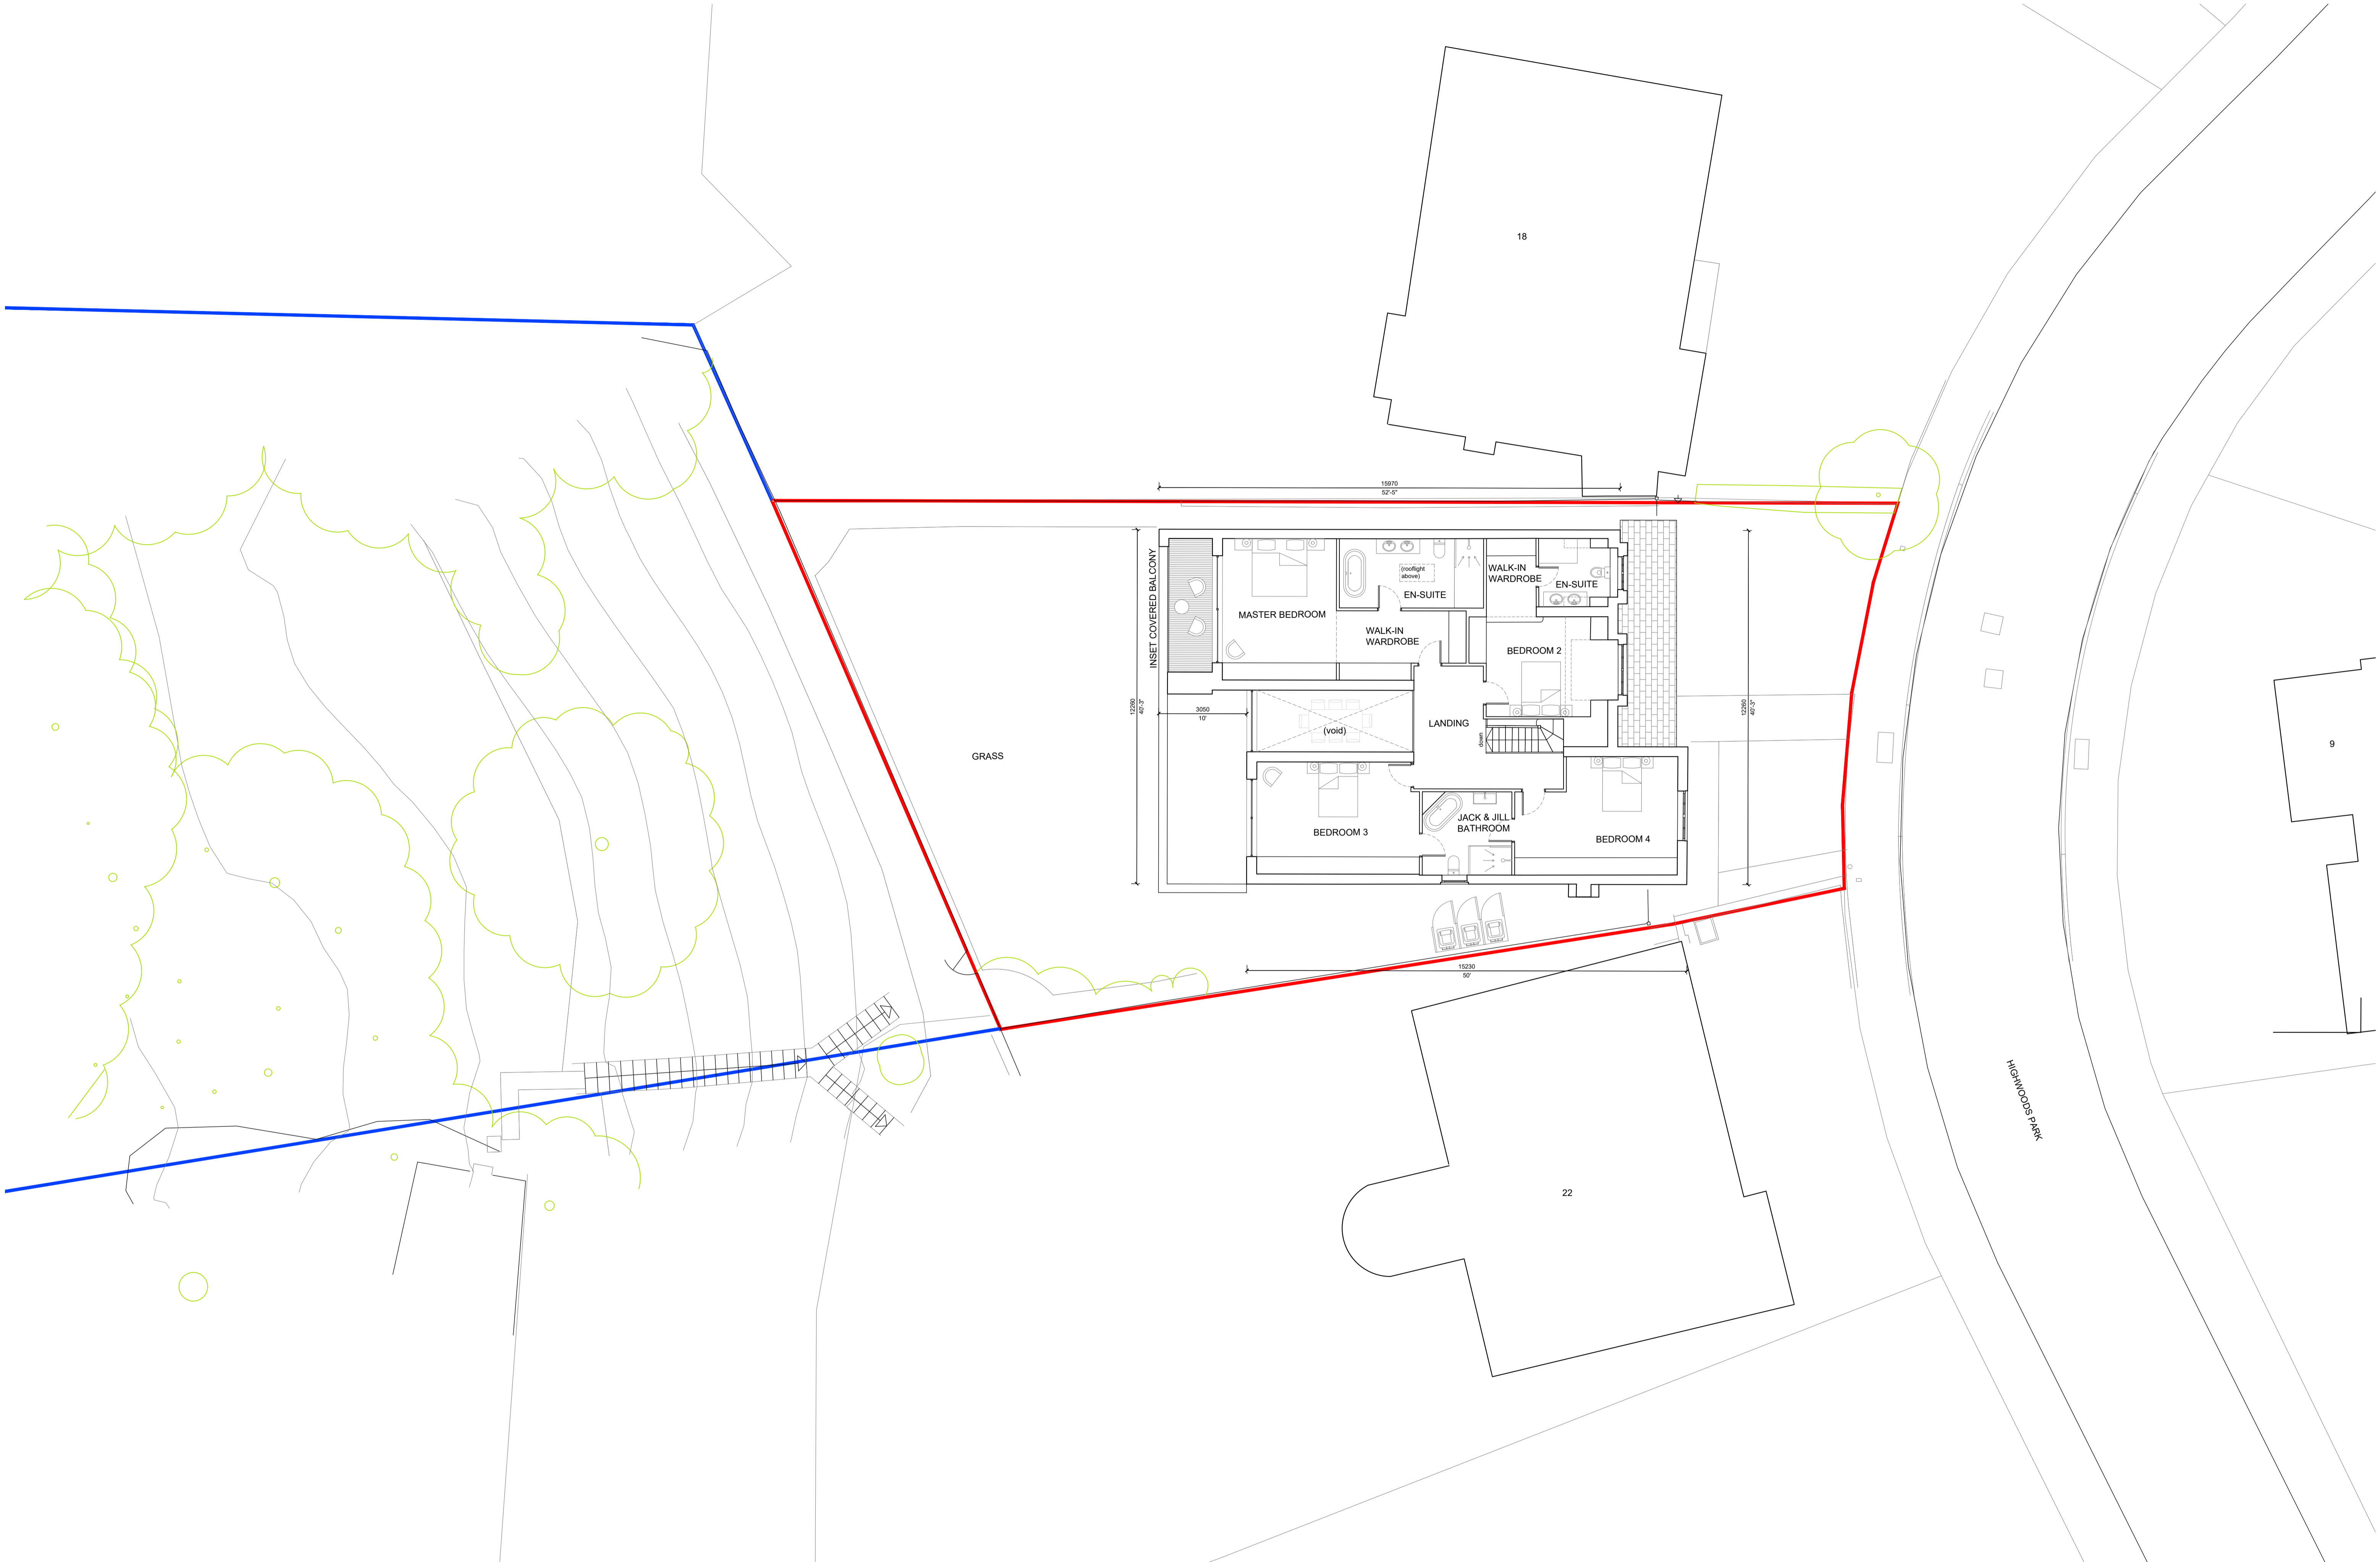 18
15970
52'-5"
INSET COVERED BALCONY
MASTER BEDROOM
(rooflight
above)
EN-SUITE
WALK-IN
WARDROBE
EN-SUITE
WALK-IN
WARDROBE
BEDROOM 2
12260
40'-3"
3050
10'
(void)
LANDING
down
12260
40'-3"
GRASS
BEDROOM 3
JACK & JILL
BATHROOM
BEDROOM 4
15230
50'
9
HIGHWOODS PARK
22